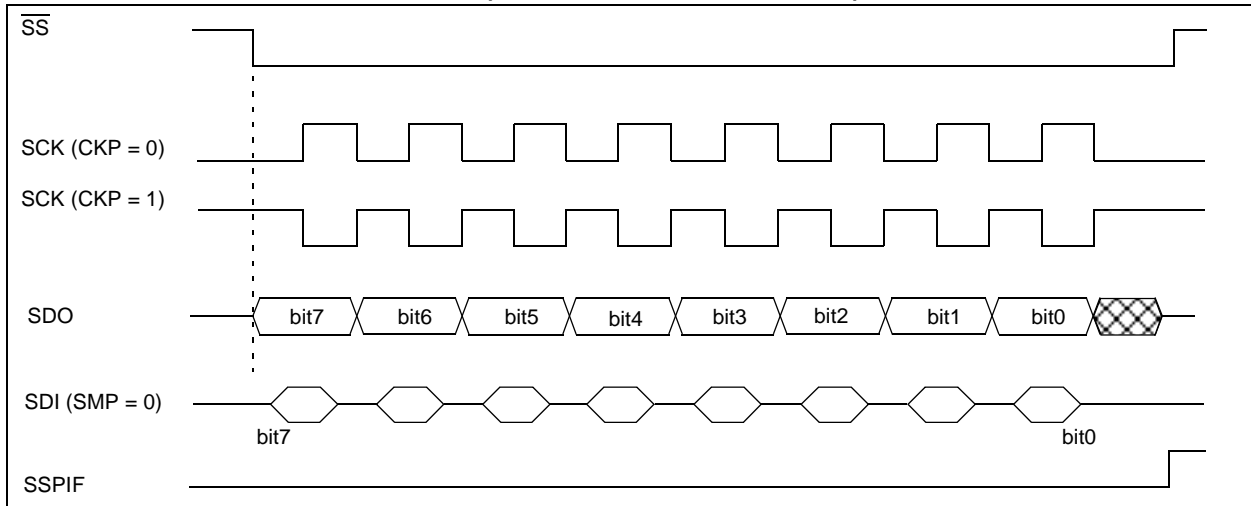 SS
SCK (CKP = 0)
SCK (CKP = 1)
SDO bit7 bit6 bit5 bit4 bit3 bit2 bit1 bit0
SDI (SMP = 0)
bit7 bit0
SSPIF